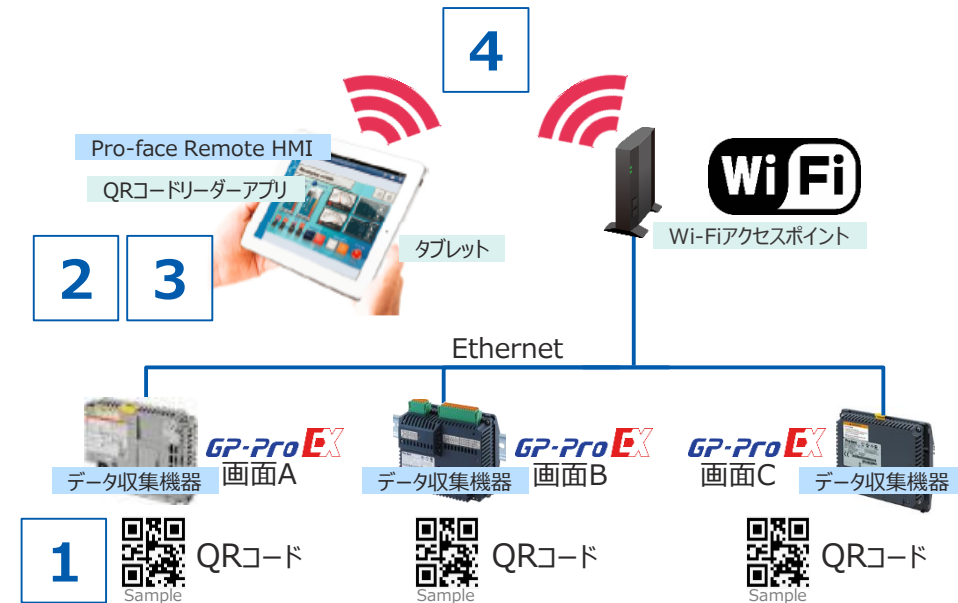 4
Pro-face Remote HMI
QRコードリーダーアプリ
Wi Fi
タブレット
Wi-Fiアクセスポイント
2
3
Ethernet
GP-Pro EX
画面A
データ収集機器
GP-Pro EX
画面B
データ収集機器
GP-Pro EX
画面C
データ収集機器
1
QRコード
Sample
QRコード
Sample
QRコード
Sample